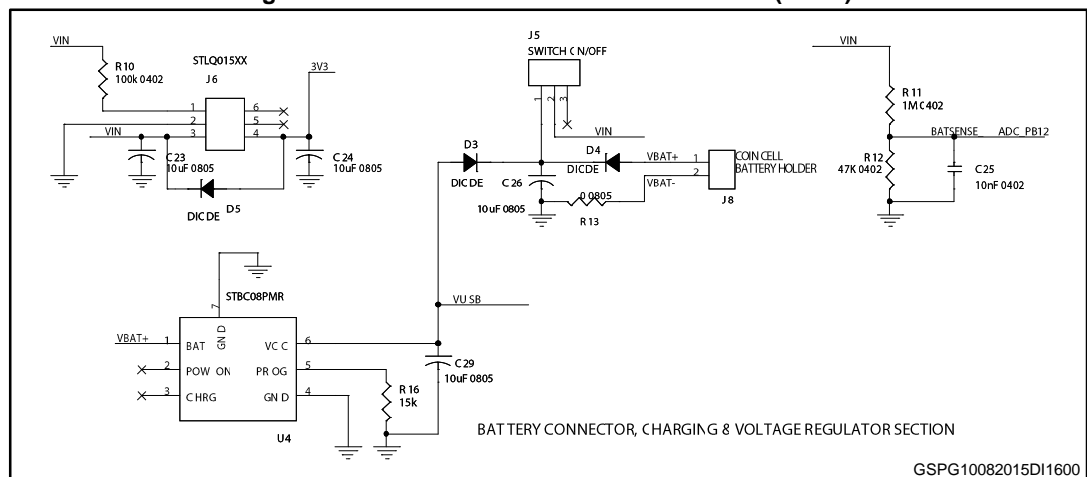 VIN
R10
100k 0402
STLQ015XX
J6
3V3
1
2
3
6
5
4
VIN
C23
10uF 0805
C24
10uF 0805
D5
DICDE
J5
SWITCH ON/OFF
1
2
3
VIN
D3
DICDE
D4
DICDE
C26
10uF 0805
VBAT+
VBAT-
1
2
COIN CELL
BATTERY HOLDER
J8
0 0805
R13
VIN
R11
1M 0402
BATSENSE
ADC_PB12
R12
47K 0402
C25
10nF 0402
STBC08PMR
7
GND
VBAT+
1
BAT
2
POW ON
3
CHRG
VCC
6
PROG
5
GND
4
U4
VUSB
C29
10uF 0805
R16
15k
BATTERY CONNECTOR, CHARGING & VOLTAGE REGULATOR SECTION
GSPG10082015DI1600